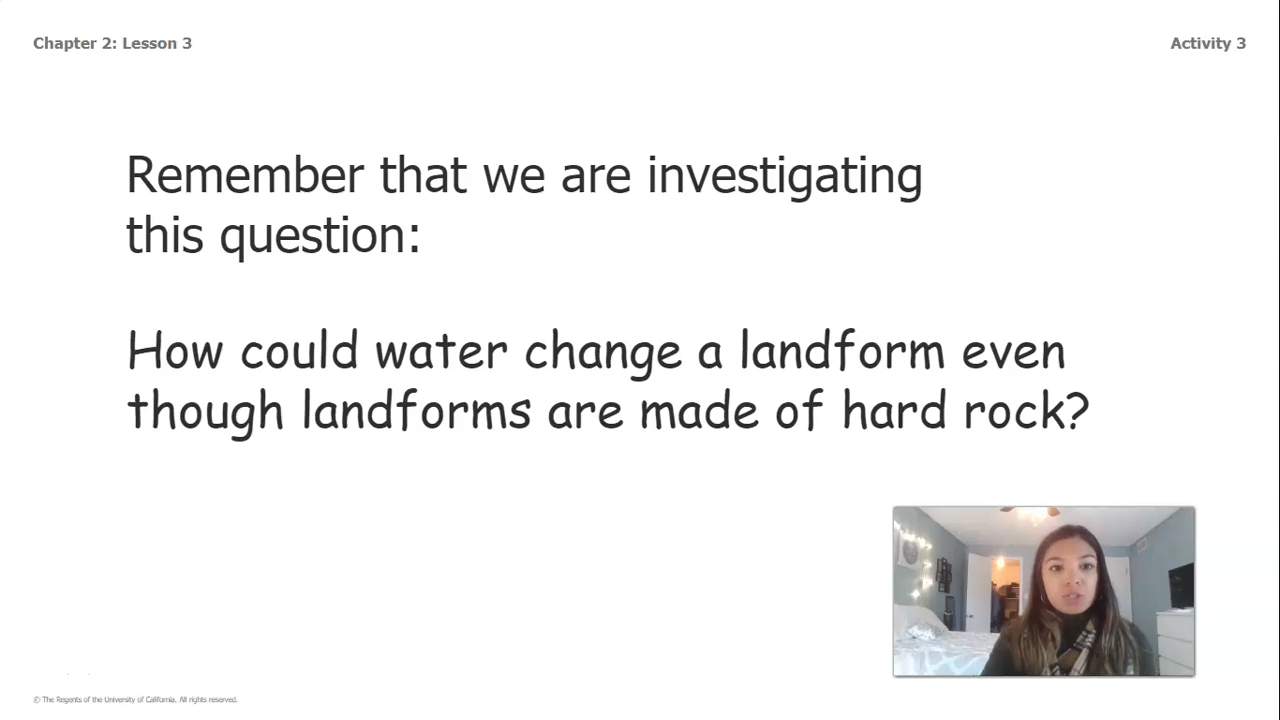 Chapter 2: Lesson 3
Activity 3
Remember that we are investigating
this question:
How could water change a landform even
though landforms are made of hard rock?
© The Regents of the University of California. All rights reserved.